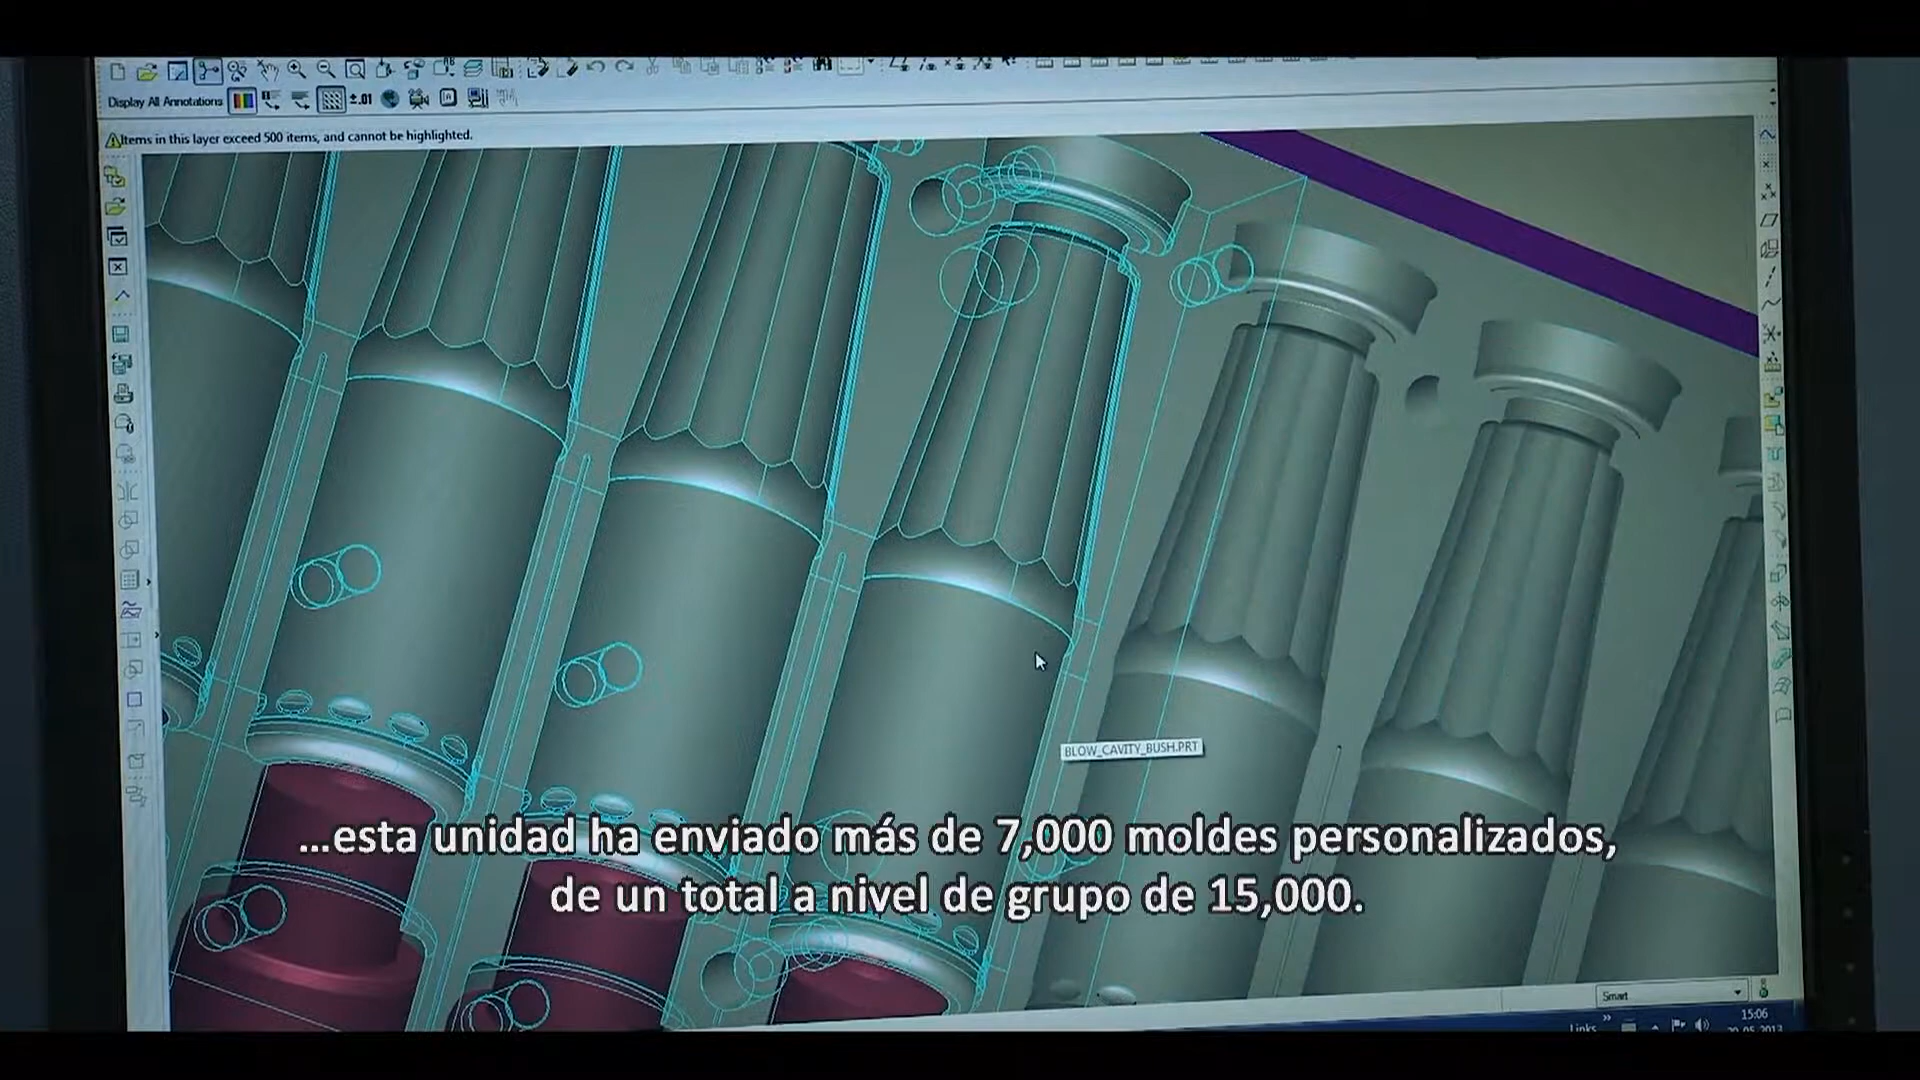 Display All Annotations
Items in this layer exceed 500 items, and cannot be highlighted.
BLOW_CAVITY_BUSH.PRT
...esta unidad ha enviado más de 7,000 moldes personalizados,
de un total a nivel de grupo de 15,000.
Smart
Links
15:06